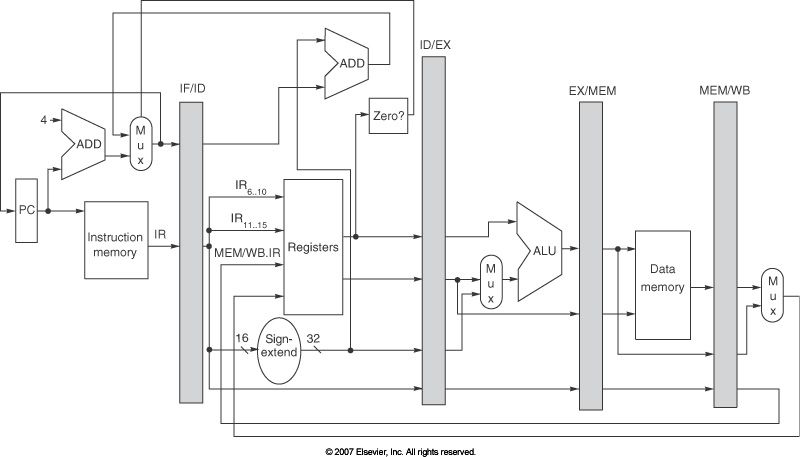 ID/EX
ADD
IF/ID
EX/MEM
MEM/WB
Zero?
4
ADD
M
u
x
IR6..10
PC
IR11..15
Instruction
memory
IR
MEM/WB.IR
Registers
ALU
M
u
x
Data
memory
M
u
x
16
Sign-
extend
32
© 2007 Elsevier, Inc. All rights reserved.